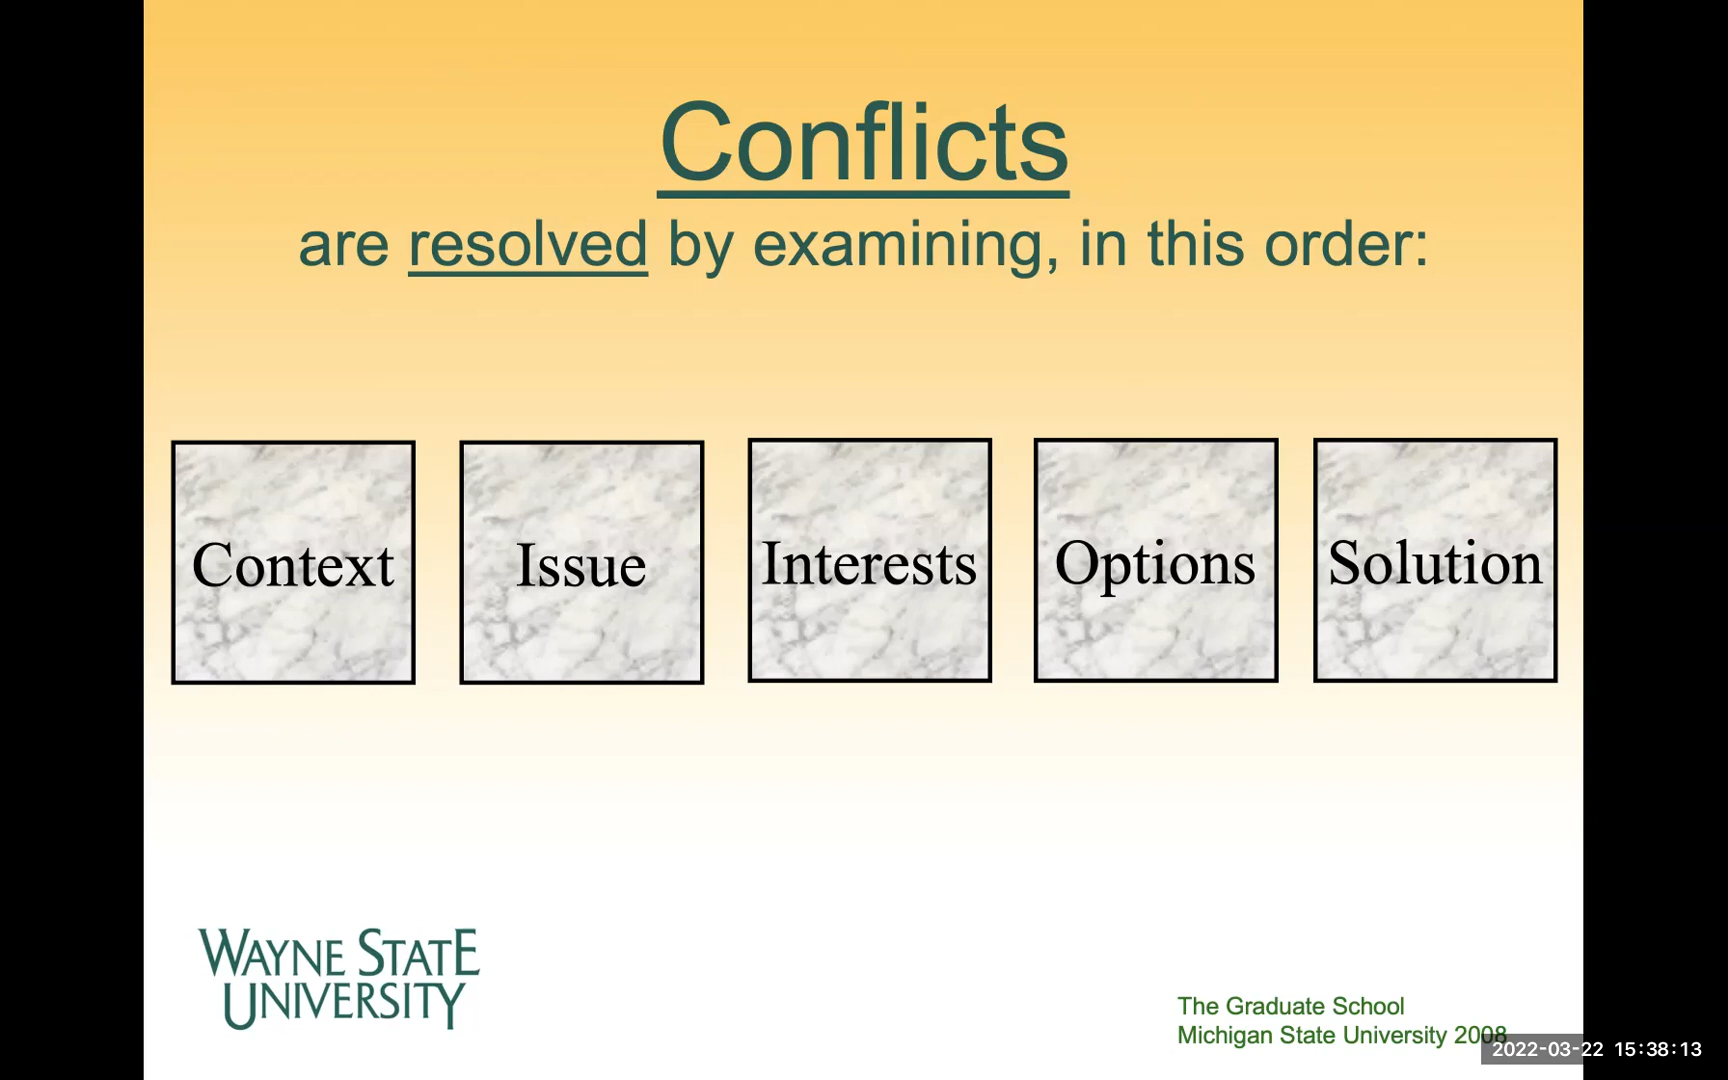 Conflicts
are resolved by examining, in this order:
Context
Issue
Interests
Options
Solution
WAYNE STATE
UNIVERSITY
The Graduate School
Michigan State University 2008
2022-03-22 15:38:13